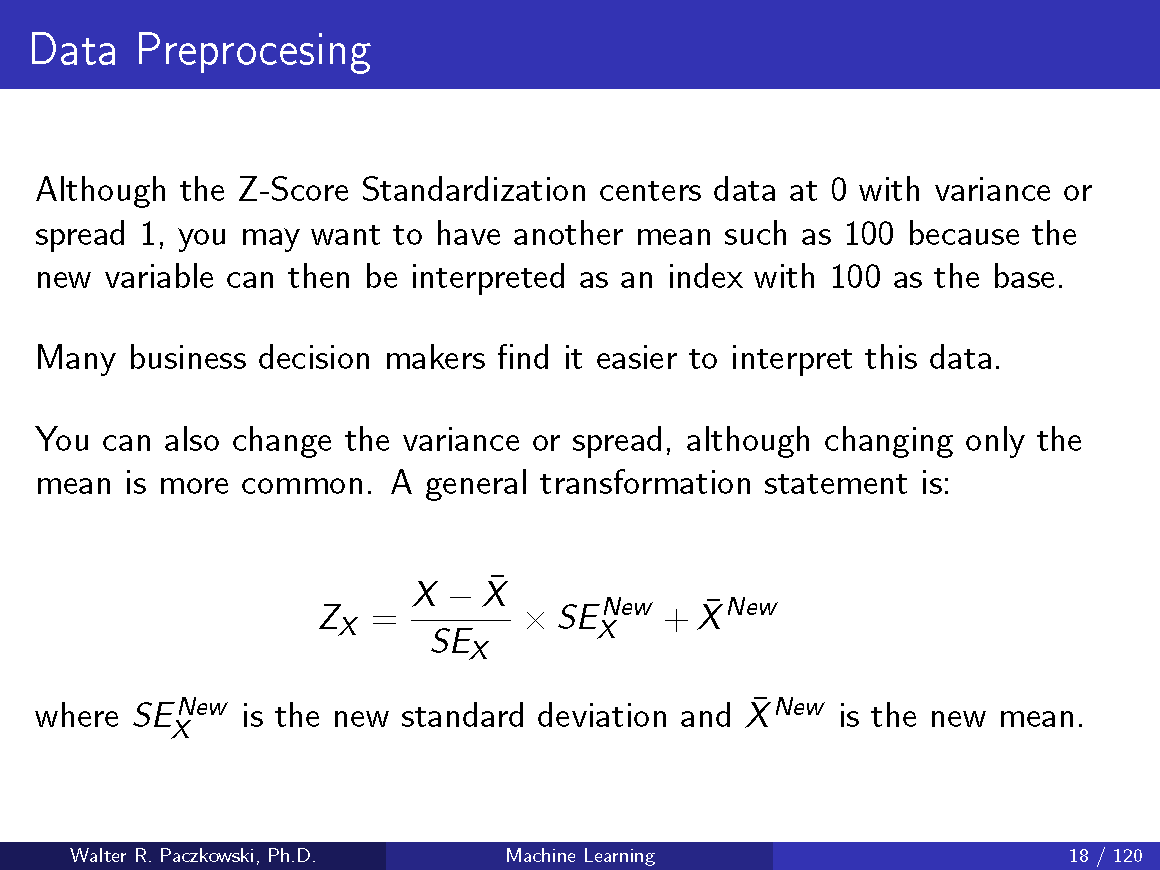 Data Preprocesing
Although the Z-Score Standardization centers data at 0 with variance or
spread 1, you may want to have another mean such as 100 because the
new variable can then be interpreted as an index with 100 as the base.
Many business decision makers find it easier to interpret this data.
You can also change the variance or spread, although changing only the
mean is more common. A general transformation statement is:
$Z_X = \frac{X - \bar{X}}{SE_X} \times SE_X^{New} + \bar{X}^{New}$
where $SE_X^{New}$ is the new standard deviation and $\bar{X}^{New}$ is the new mean.
Walter R. Paczkowski, Ph.D. Machine Learning 18 / 120